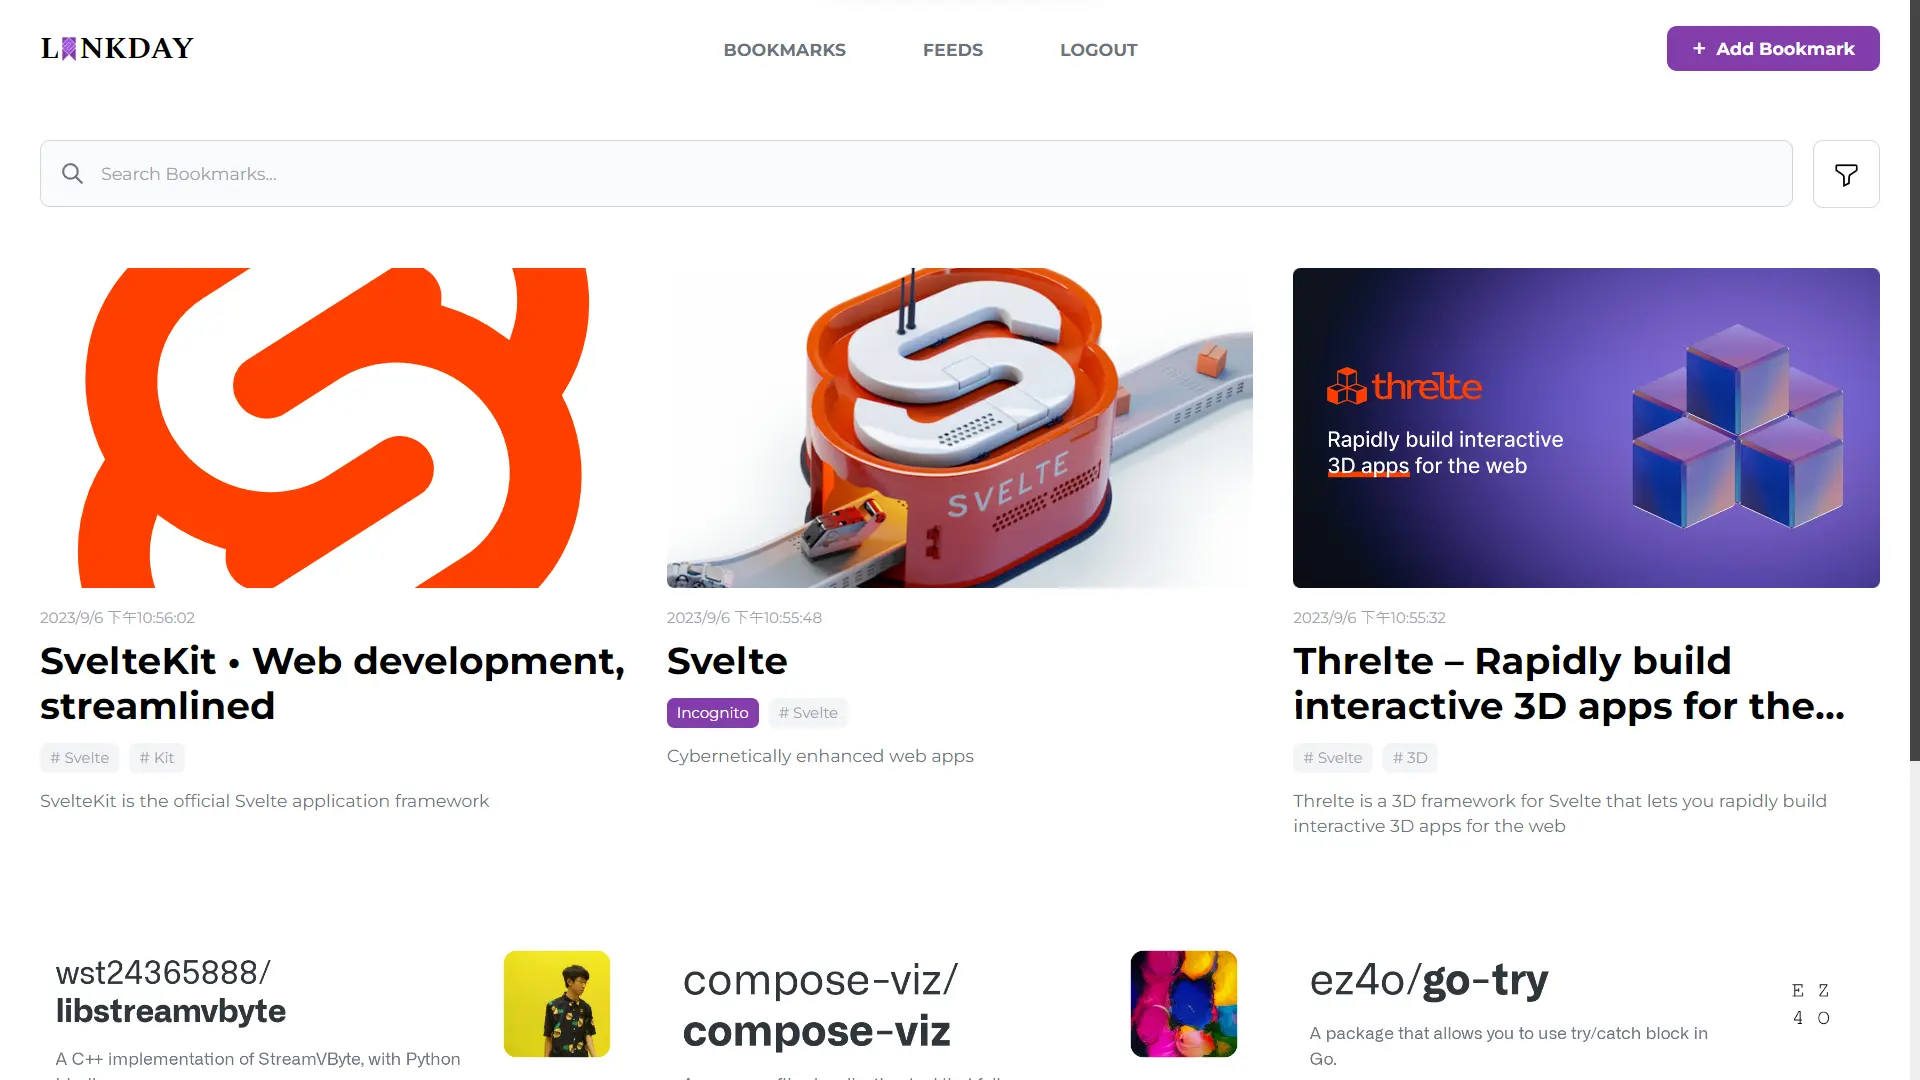 LINKDAY
BOOKMARKS
FEEDS
LOGOUT
+ Add Bookmark
Search Bookmarks...
SVELTE
threlte
Rapidly build interactive
3D apps for the web
2023/9/6 下午10:56:02
SvelteKit • Web development,
streamlined
# Svelte
# Kit
SvelteKit is the official Svelte application framework
2023/9/6 下午10:55:48
Svelte
Incognito
# Svelte
Cybernetically enhanced web apps
2023/9/6 下午10:55:32
Threlte – Rapidly build
interactive 3D apps for the...
# Svelte
# 3D
Threlte is a 3D framework for Svelte that lets you rapidly build
interactive 3D apps for the web
wst24365888/
libstreamvbyte
A C++ implementation of StreamVByte, with Python
compose-viz/
compose-viz
ez4o/go-try
A package that allows you to use try/catch block in
Go.
E Z
4 O